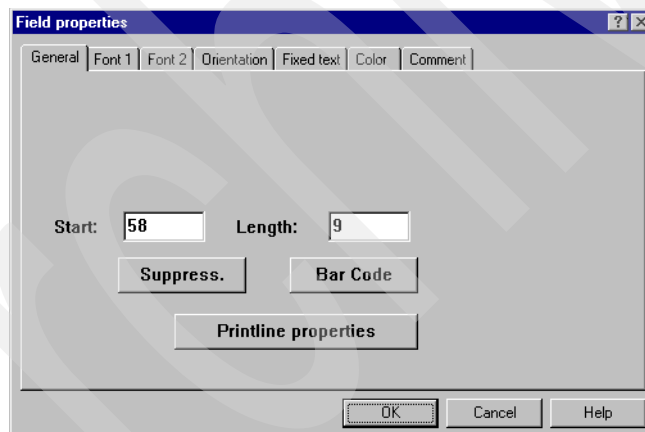 Field properties
General Font 1 Font 2 Orientation Fixed text Color Comment
Start: 58 Length: 9
Suppress. Bar Code
Printline properties
OK Cancel Help